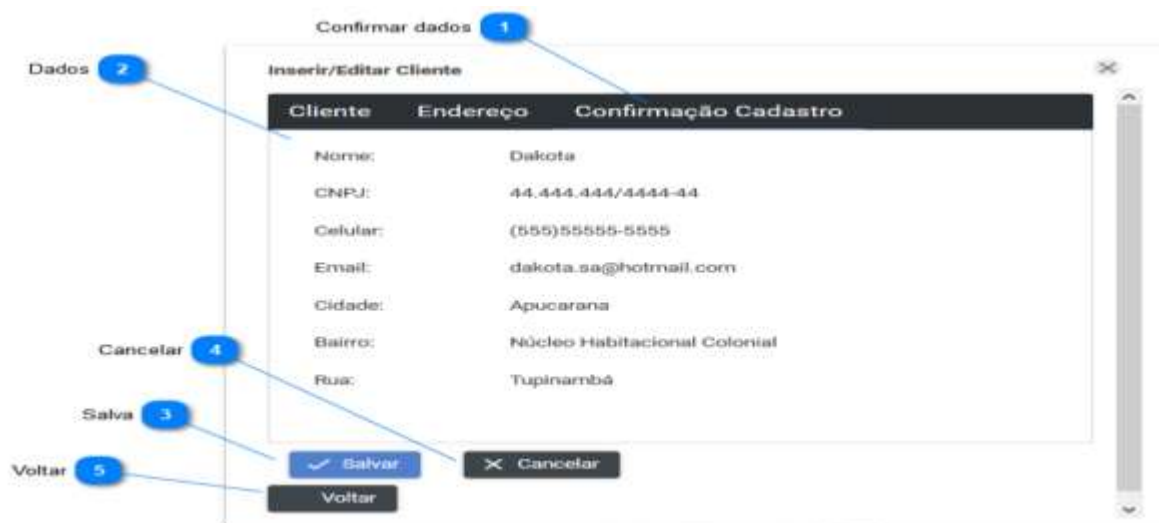 Confirmar dados 1
Dados 2
Inserir/Editar Cliente
Cliente Endereço Confirmação Cadastro
Nome: Dakota
CNPJ: 44.444.444/4444-44
Celular: (555)55555-5555
Email: dakota.sa@hotmail.com
Cidade: Apucarana
Bairro: Núcleo Habitacional Colonial
Cancelar 4
Rua: Tupinambá
Salva 3
Salvar Cancelar
Voltar 5
Voltar